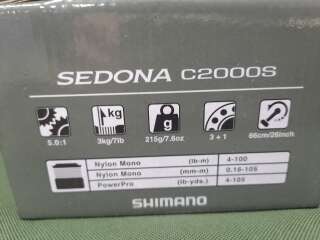 SEDONA C2000S
kg
g
5.0:1 3kg/7lb 215g/7.6oz 3 + 1 66cm/26inch
Nylon Mono (lb-m) 4-100
Nylon Mono (mm-m) 0.16-105
PowerPro (lb-yds.) 4-105
SHIMANO